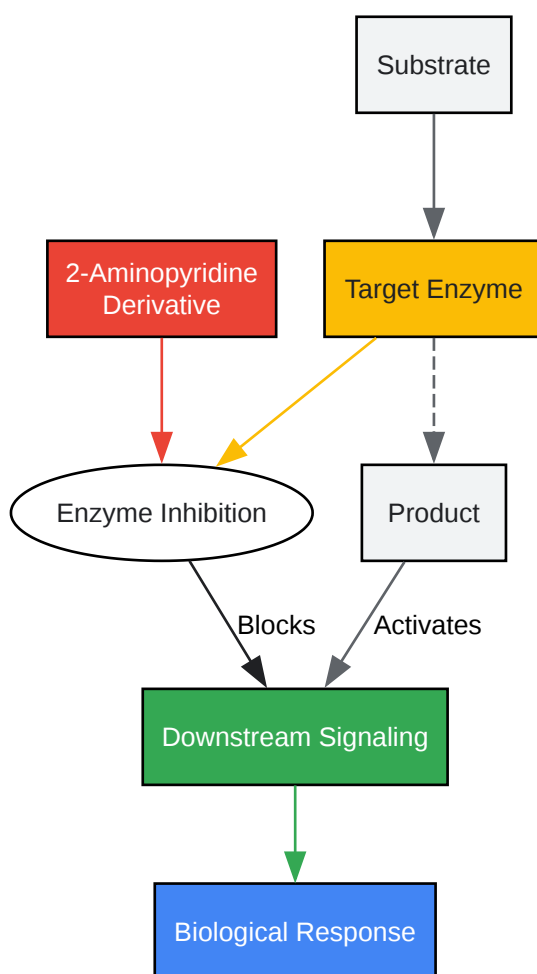 Substrate
2-Aminopyridine
Derivative
Target Enzyme
Enzyme Inhibition
Product
Blocks
Activates
Downstream Signaling
Biological Response